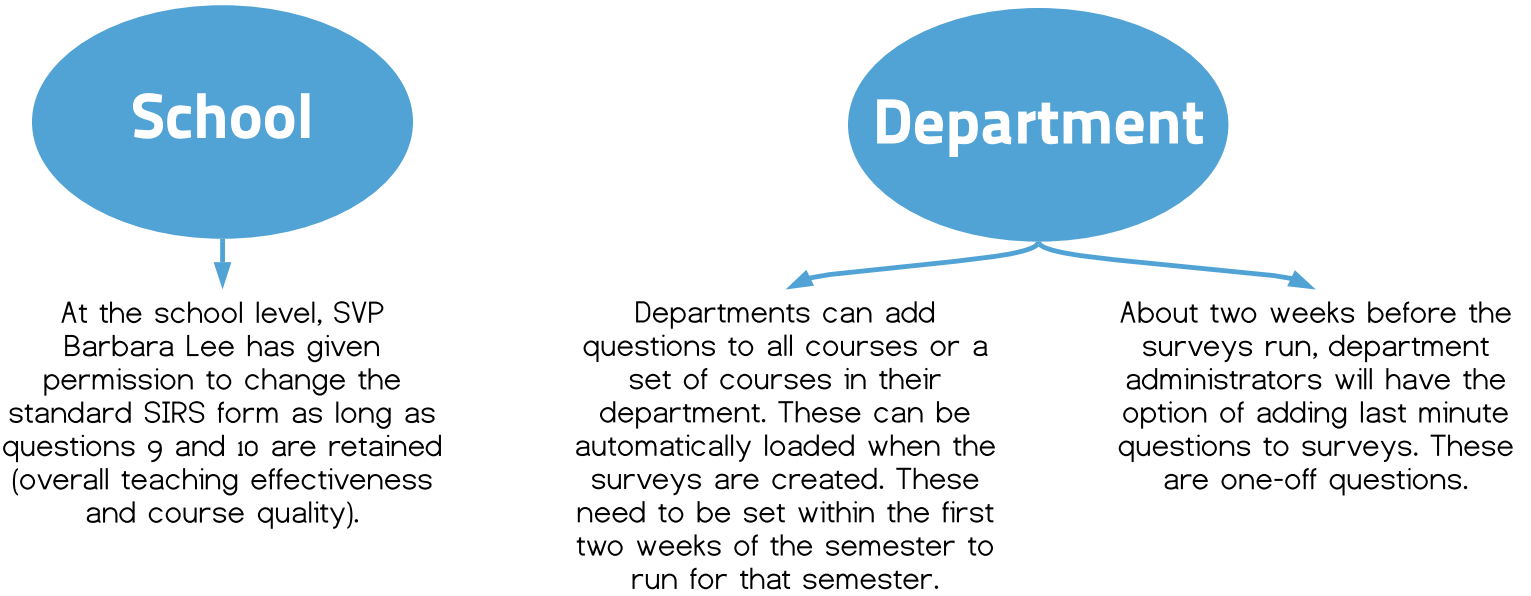 School
At the school level, SVP
Barbara Lee has given
permission to change the
standard SIRS form as long as
questions 9 and 10 are retained
(overall teaching effectiveness
and course quality).
Department
Departments can add
questions to all courses or a
set of courses in their
department. These can be
automatically loaded when the
surveys are created. These
need to be set within the first
two weeks of the semester to
run for that semester.
About two weeks before the
surveys run, department
administrators will have the
option of adding last minute
questions to surveys. These
are one-off questions.